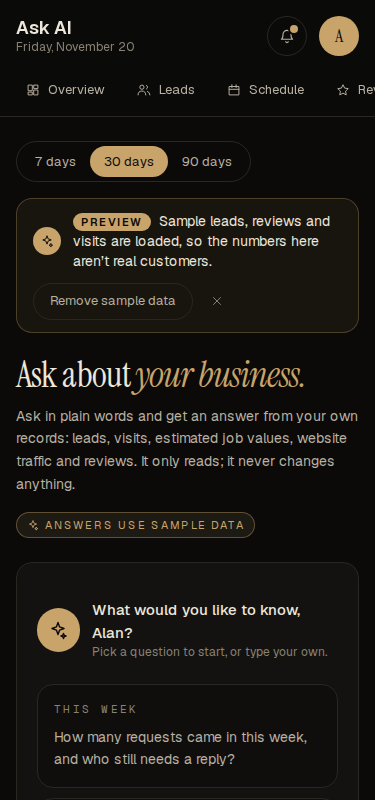 Ask AI
Friday, November 20
A
Overview
Leads
Schedule
7 days
30 days
90 days
PREVIEW Sample leads, reviews and
visits are loaded, so the numbers here
aren't real customers.
Remove sample data
Ask about your business.
Ask in plain words and get an answer from your own
records: leads, visits, estimated job values, website
traffic and reviews. It only reads; it never changes
anything.
ANSWERS USE SAMPLE DATA
What would you like to know,
Alan?
Pick a question to start, or type your own.
THIS WEEK
How many requests came in this week,
and who still needs a reply?